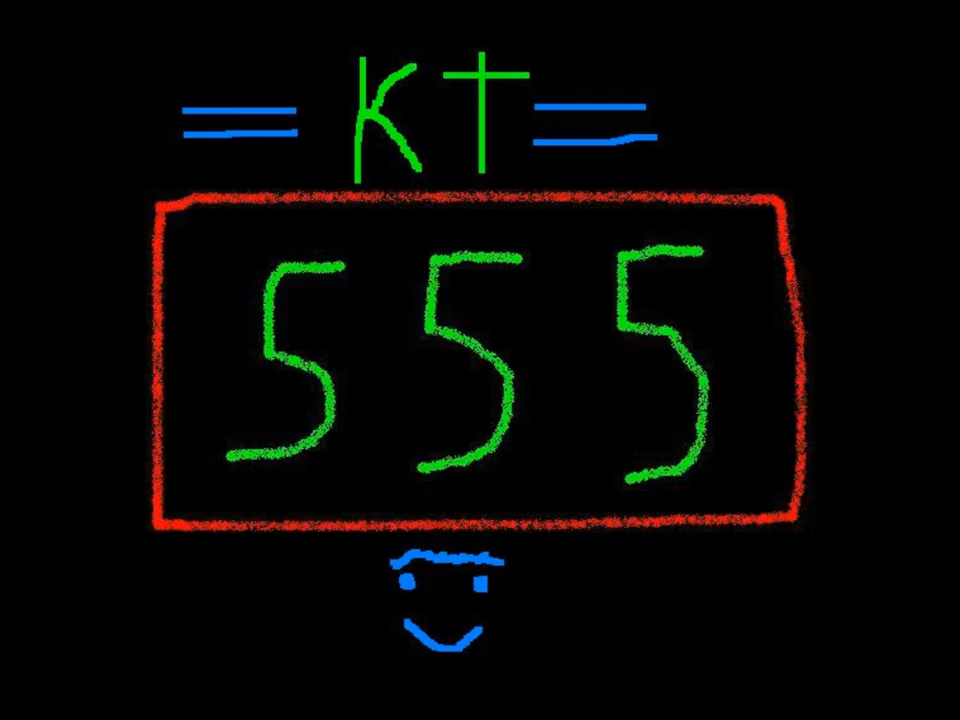 = KT =
555